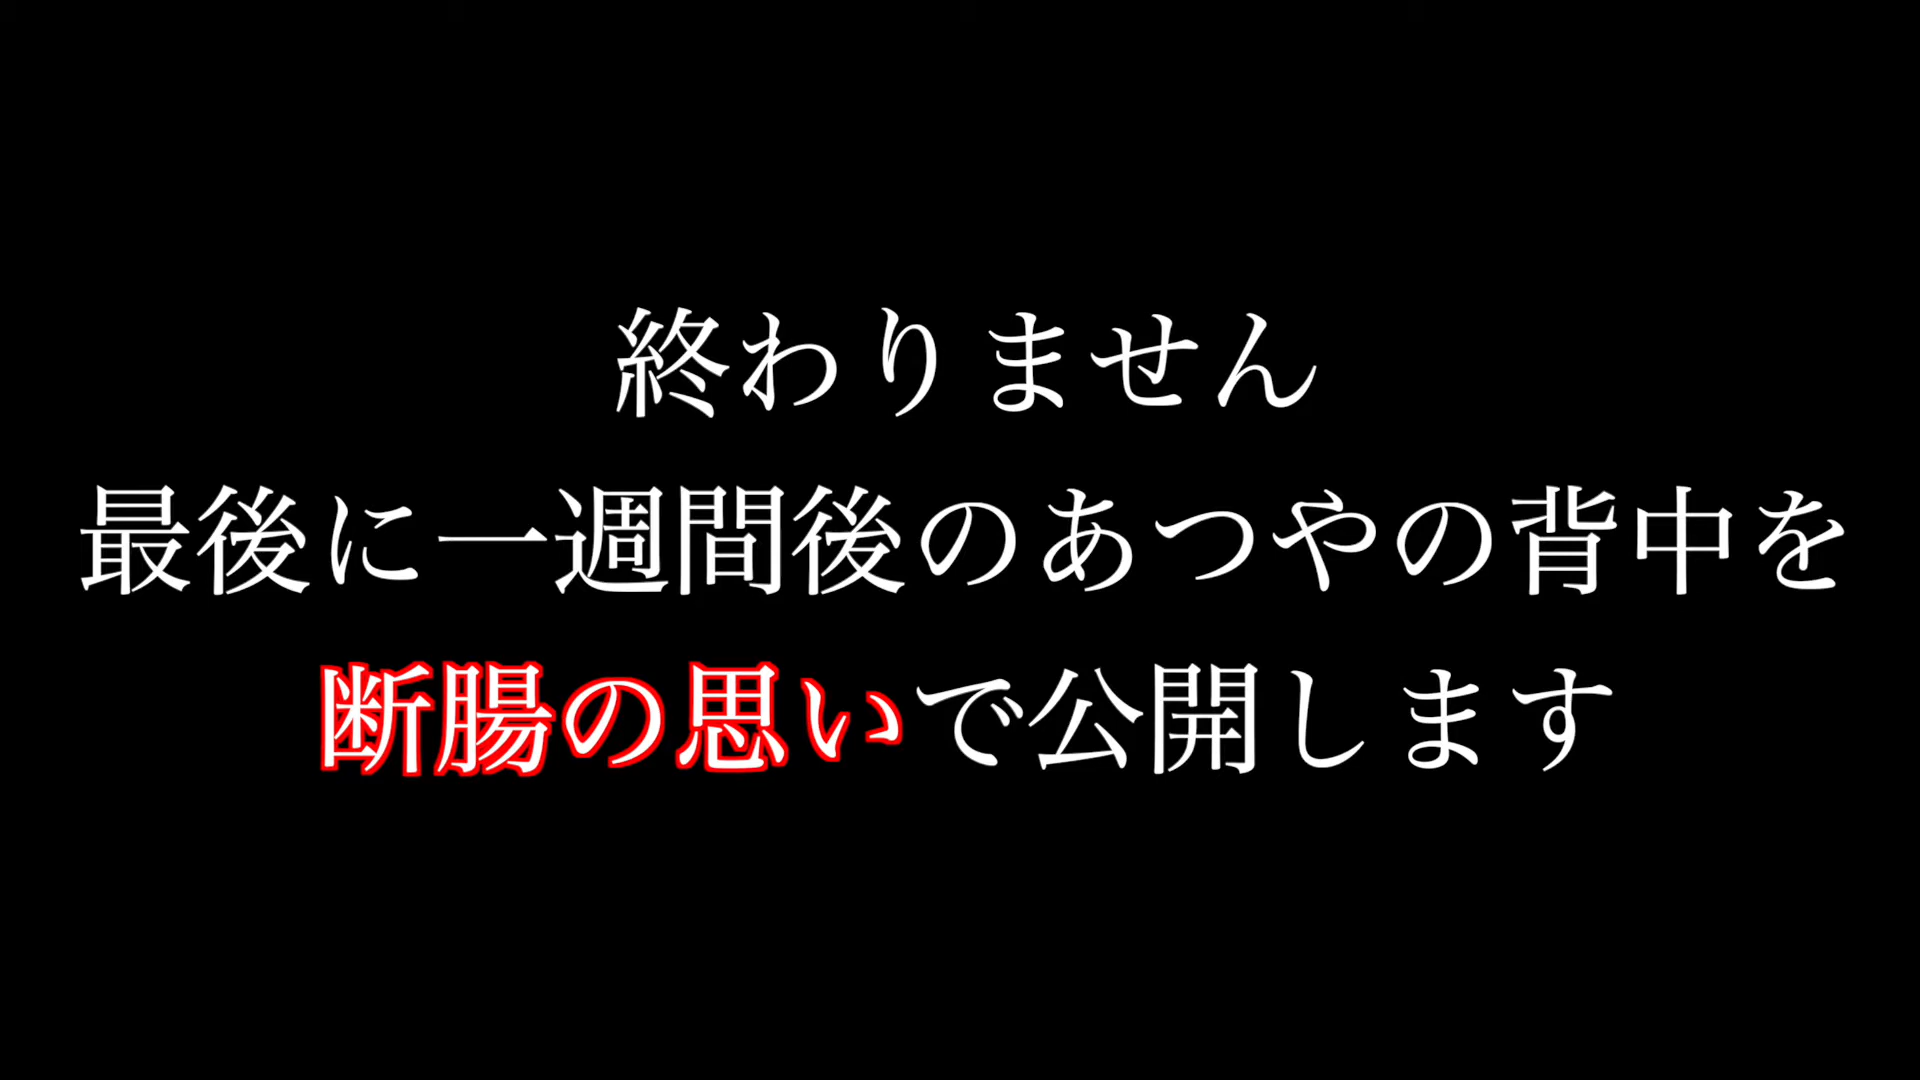 終わりません
最後に一週間後のあつやの背中を
断腸の思いで公開します